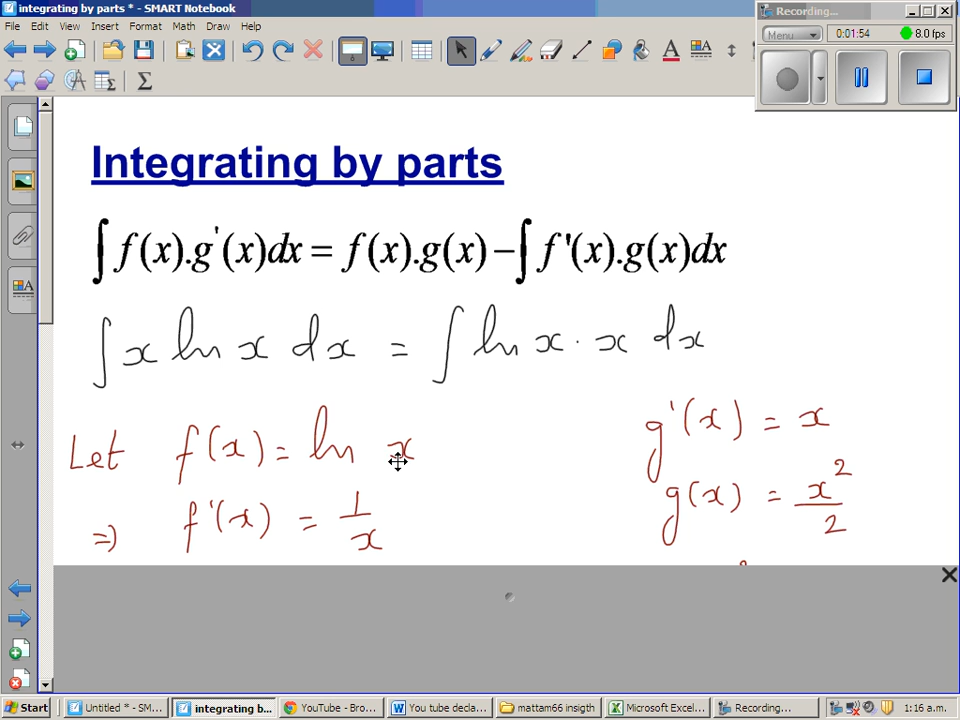 integrating by parts * - SMART Notebook
File Edit View Insert Format Math Draw Help
Recording...
Menu 0:01:54 8.0 fps
Integrating by parts
∫ f(x).g'(x)dx = f(x).g(x) − ∫ f'(x).g(x)dx
∫ x ln x dx = ∫ ln x · x dx
Let f(x) = ln x g'(x) = x
⇒ f'(x) = 1/x g(x) = x²/2
Start Untitled * - SM... integrating b... YouTube - Bro... You tube decla... mattam66 insigth Microsoft Exce... Recording... 1:16 a.m.